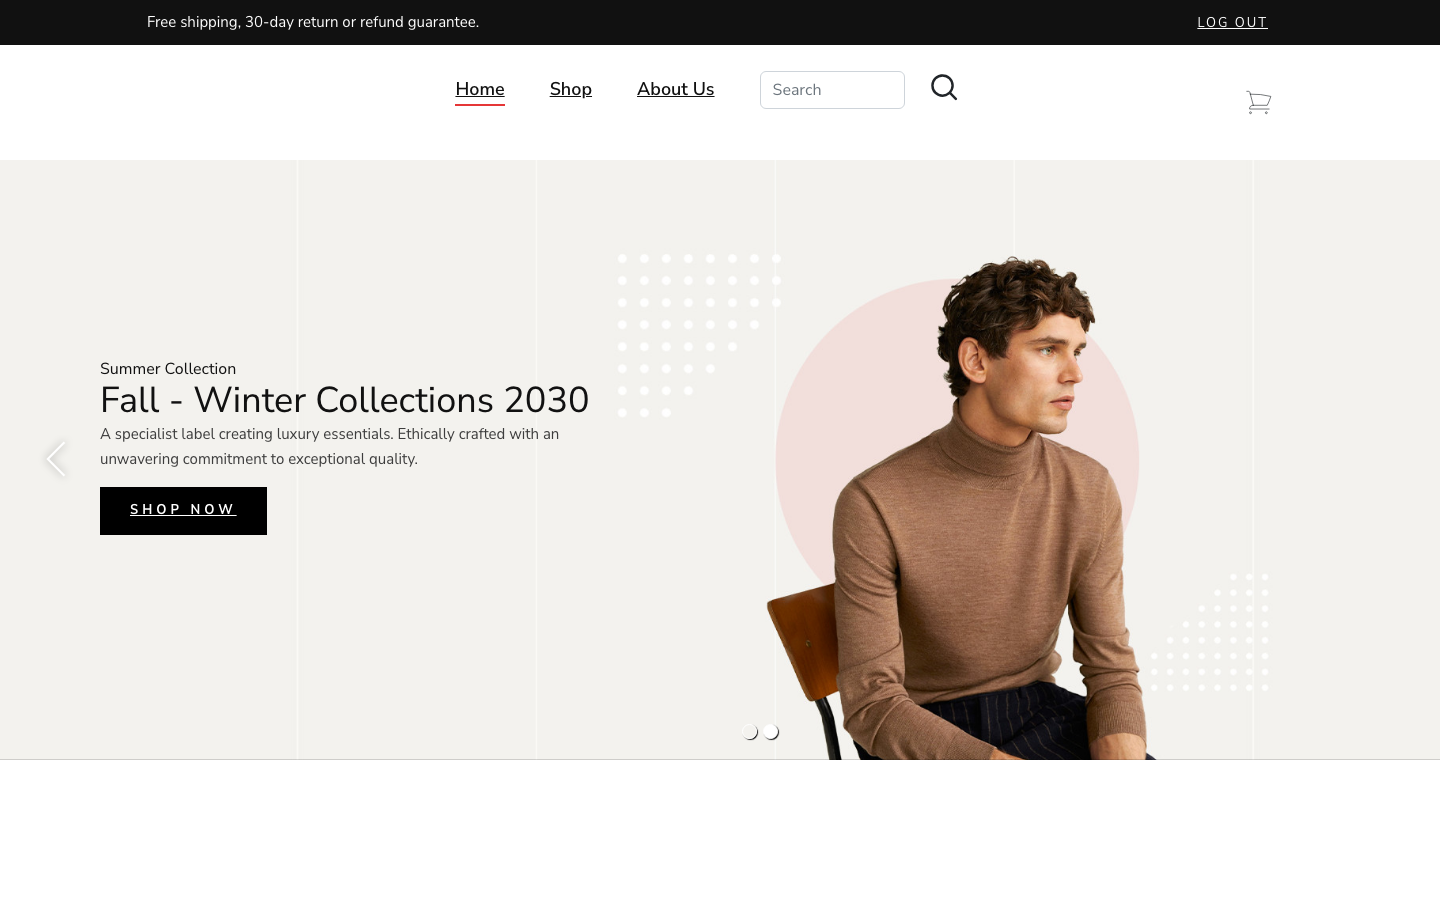 Free shipping, 30-day return or refund guarantee.
LOG OUT
Home
Shop
About Us
Search
Summer Collection
Fall - Winter Collections 2030
A specialist label creating luxury essentials. Ethically crafted with an
unwavering commitment to exceptional quality.
SHOP NOW